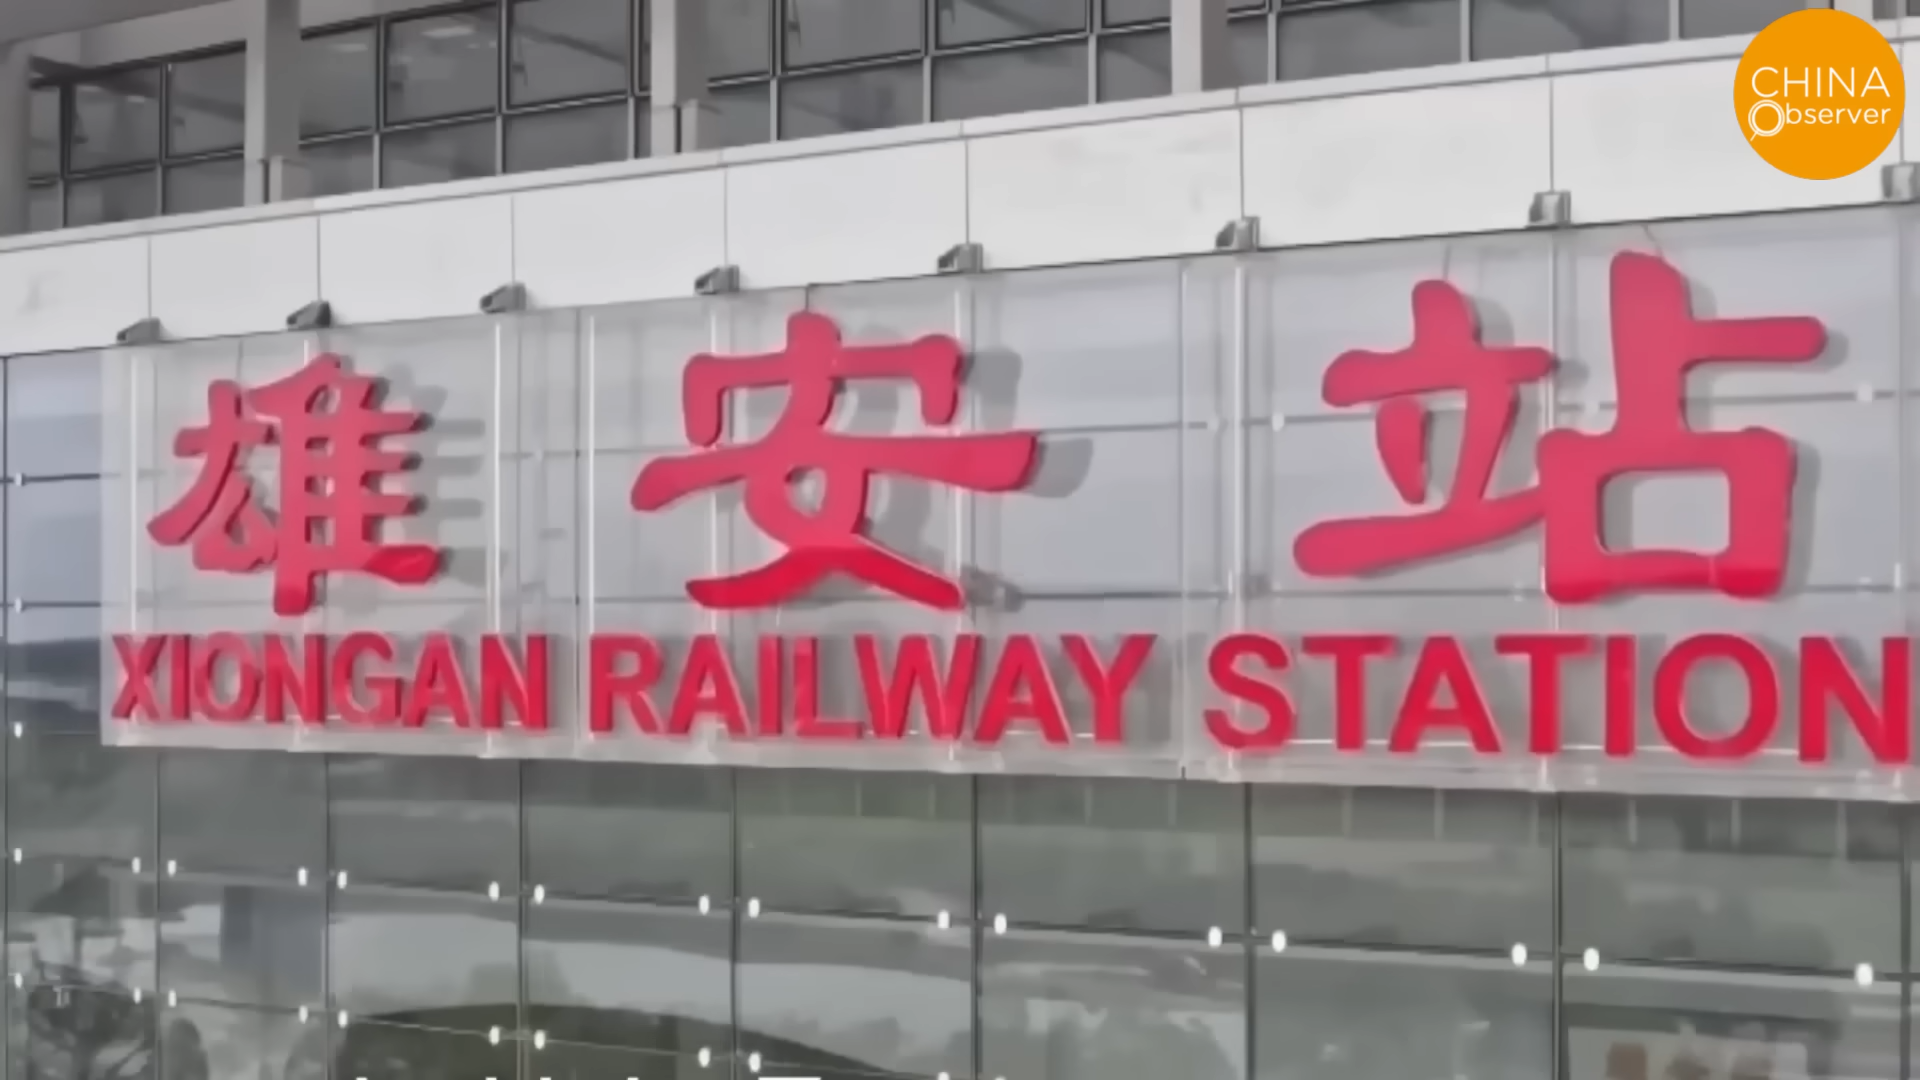 CHINA
Observer
雄安站
XIONGAN RAILWAY STATION